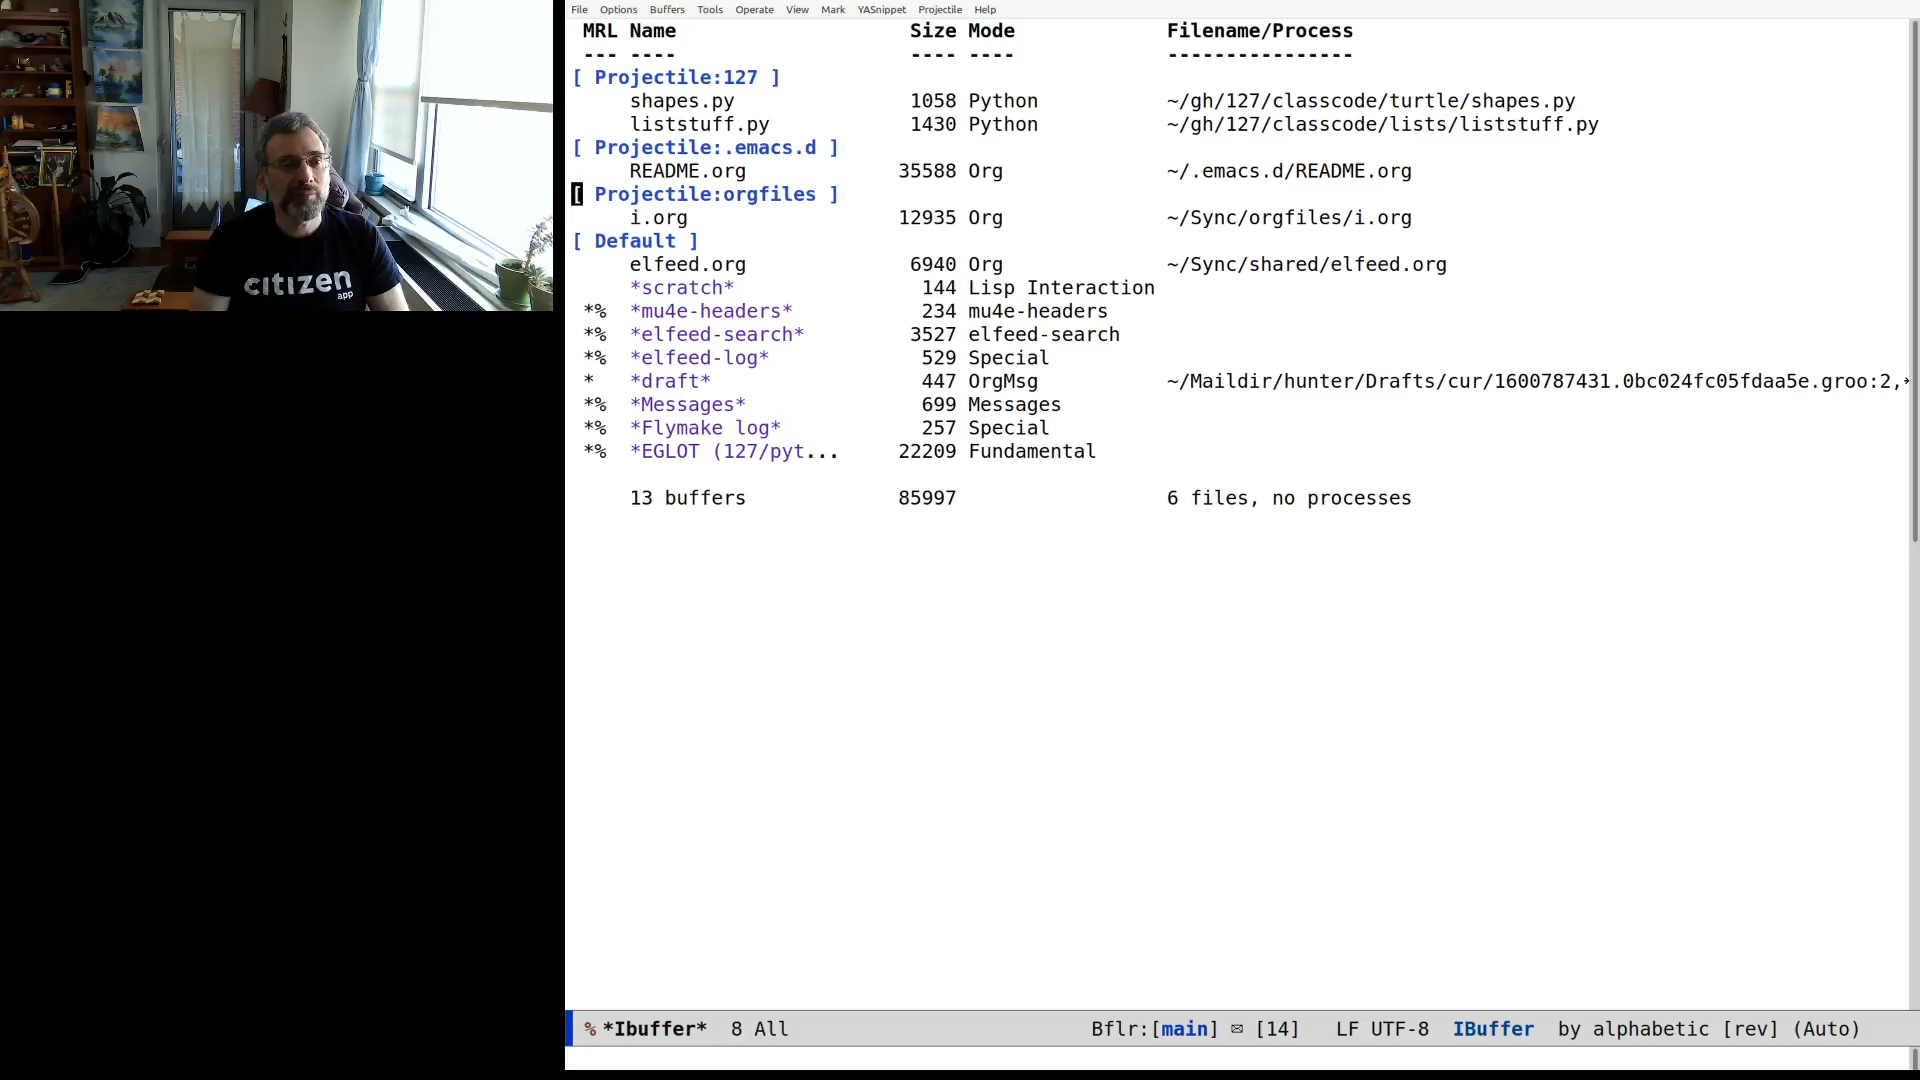 citizen
app
File Options Buffers Tools Operate View Mark YASnippet Projectile Help
MRL Name Size Mode Filename/Process
--- ---- ---- ---- ----------------
[ Projectile:127 ]
shapes.py 1058 Python ~/gh/127/classcode/turtle/shapes.py
liststuff.py 1430 Python ~/gh/127/classcode/lists/liststuff.py
[ Projectile:.emacs.d ]
README.org 35588 Org ~/.emacs.d/README.org
[ Projectile:orgfiles ]
i.org 12935 Org ~/Sync/orgfiles/i.org
[ Default ]
elfeed.org 6940 Org ~/Sync/shared/elfeed.org
*scratch* 144 Lisp Interaction
*% *mu4e-headers* 234 mu4e-headers
*% *elfeed-search* 3527 elfeed-search
*% *elfeed-log* 529 Special
* *draft* 447 OrgMsg ~/Maildir/hunter/Drafts/cur/1600787431.0bc024fc05fdaa5e.groo:2,
*% *Messages* 699 Messages
*% *Flymake log* 257 Special
*% *EGLOT (127/pyt... 22209 Fundamental
13 buffers 85997 6 files, no processes
% *Ibuffer* 8 All Bflr:[main] ✉ [14] LF UTF-8 IBuffer by alphabetic [rev] (Auto)